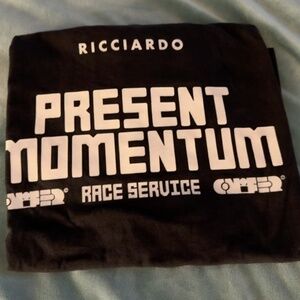 RICCIARDO
PRESENT
MOMENTUM
RACE SERVICE